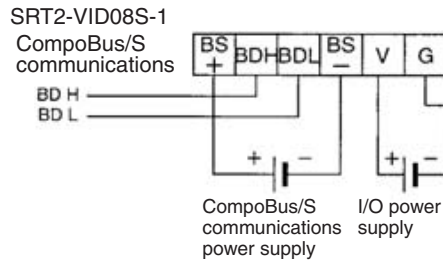 SRT2-VID08S-1
CompoBus/S
communications
BS + BDH BDL BS − V G
BD H
BD L
+ − + −
CompoBus/S
communications
power supply
I/O power
supply